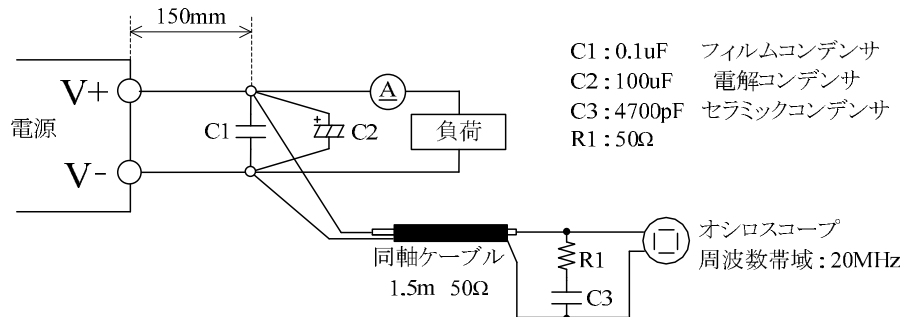 150mm
V+
電源
V-
C1
+
C2
A
負荷
C1:0.1uF フィルムコンデンサ
C2:100uF 電解コンデンサ
C3:4700pF セラミックコンデンサ
R1:50Ω
同軸ケーブル
1.5m 50Ω
R1
C3
オシロスコープ
周波数帯域:20MHz